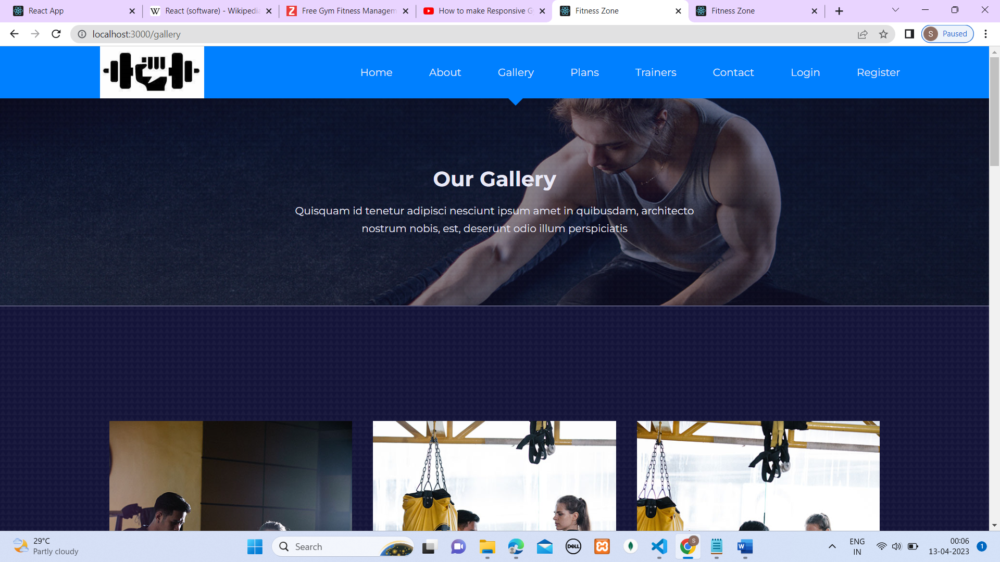 React App
React (software) - Wikipedia
Free Gym Fitness Managem
How to make Responsive G
Fitness Zone
Fitness Zone
localhost:3000/gallery
S Paused
Home About Gallery Plans Trainers Contact Login Register
Our Gallery
Quisquam id tenetur adipisci nesciunt ipsum amet in quibusdam, architecto
nostrum nobis, est, deserunt odio illum perspiciatis
29°C
Partly cloudy
Search
DELL
S
W
ENG
IN
00:06
13-04-2023
1